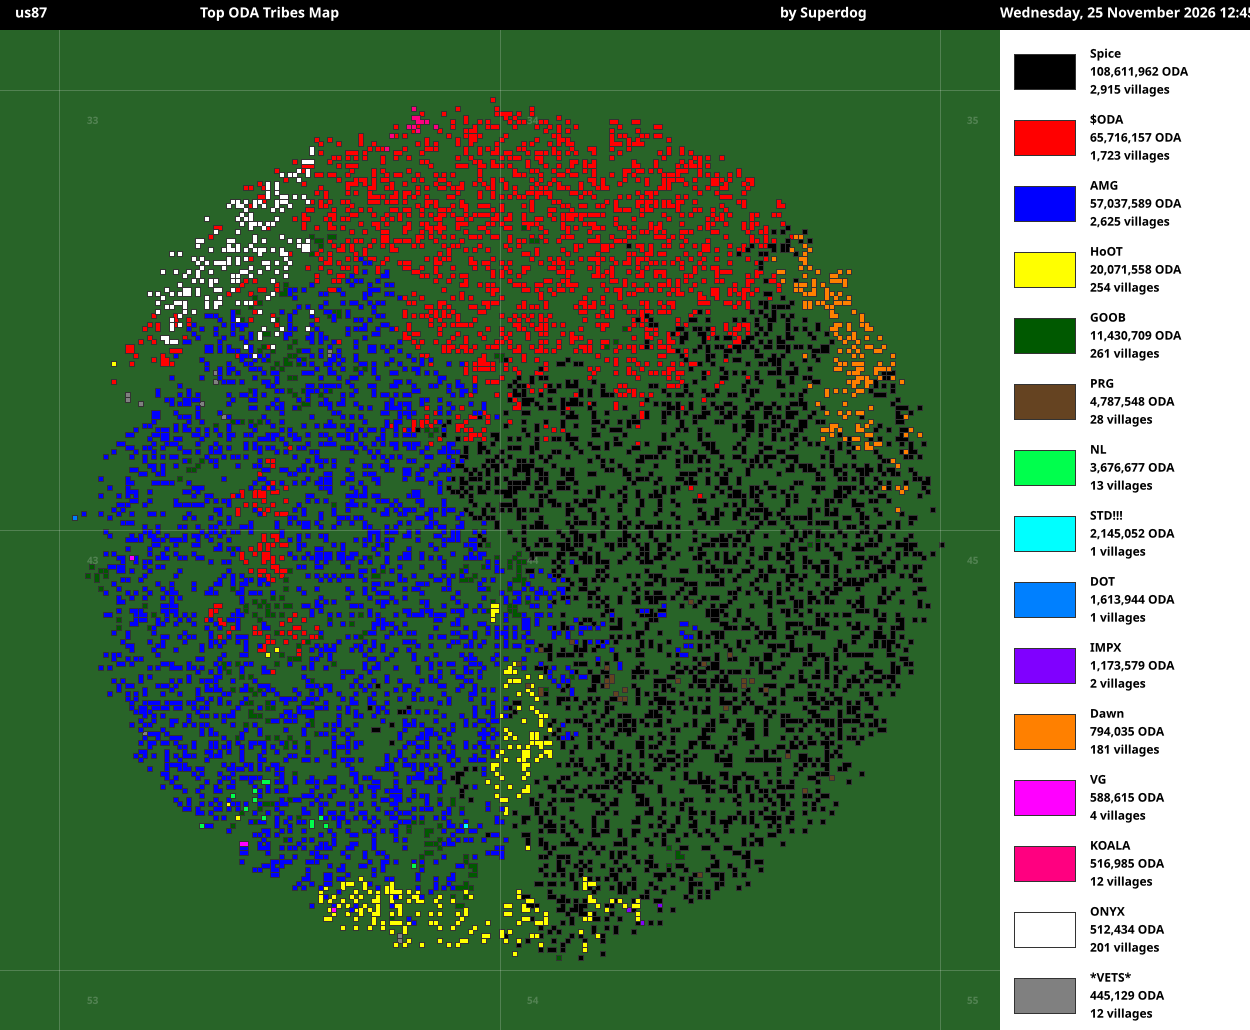 us87 Top ODA Tribes Map by Superdog Wednesday, 25 November 2026 12:45
33 34 35
43 44 45
53 54 55
Spice
108,611,962 ODA
2,915 villages
$ODA
65,716,157 ODA
1,723 villages
AMG
57,037,589 ODA
2,625 villages
HoOT
20,071,558 ODA
254 villages
GOOB
11,430,709 ODA
261 villages
PRG
4,787,548 ODA
28 villages
NL
3,676,677 ODA
13 villages
STD!!!
2,145,052 ODA
1 villages
DOT
1,613,944 ODA
1 villages
IMPX
1,173,579 ODA
2 villages
Dawn
794,035 ODA
181 villages
VG
588,615 ODA
4 villages
KOALA
516,985 ODA
12 villages
ONYX
512,434 ODA
201 villages
*VETS*
445,129 ODA
12 villages